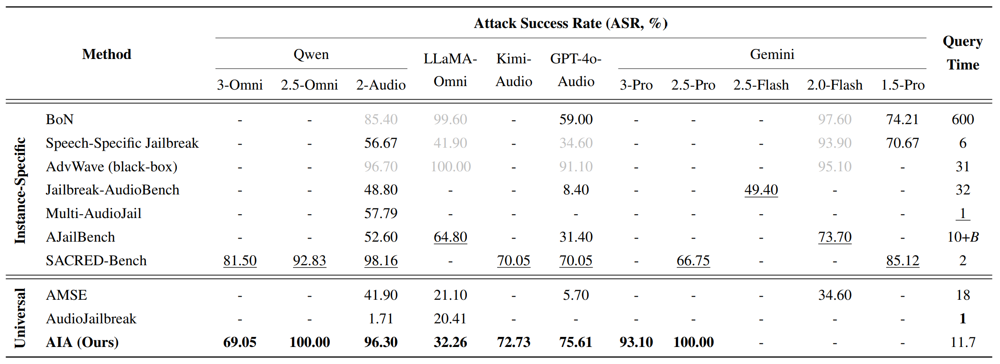 Attack Success Rate (ASR, %)
Method
Qwen
LLaMA-Omni
Kimi-Audio
GPT-4o-Audio
Gemini
Query Time
3-Omni 2.5-Omni 2-Audio 3-Pro 2.5-Pro 2.5-Flash 2.0-Flash 1.5-Pro
Instance-Specific
BoN - - 85.40 99.60 - 59.00 - - - 97.60 74.21 600
Speech-Specific Jailbreak - - 56.67 41.90 - 34.60 - - - 93.90 70.67 6
AdvWave (black-box) - - 96.70 100.00 - 91.10 - - - 95.10 - 31
Jailbreak-AudioBench - - 48.80 - - 8.40 - - 49.40 - - 32
Multi-AudioJail - - 57.79 - - - - - - - - 1
AJailBench - - 52.60 64.80 - 31.40 - - - 73.70 - 10+B
SACRED-Bench 81.50 92.83 98.16 - 70.05 70.05 - 66.75 - - 85.12 2
Universal
AMSE - - 41.90 21.10 - 5.70 - - - 34.60 - 18
AudioJailbreak - - 1.71 20.41 - - - - - - - 1
AIA (Ours) 69.05 100.00 96.30 32.26 72.73 75.61 93.10 100.00 - - - 11.7